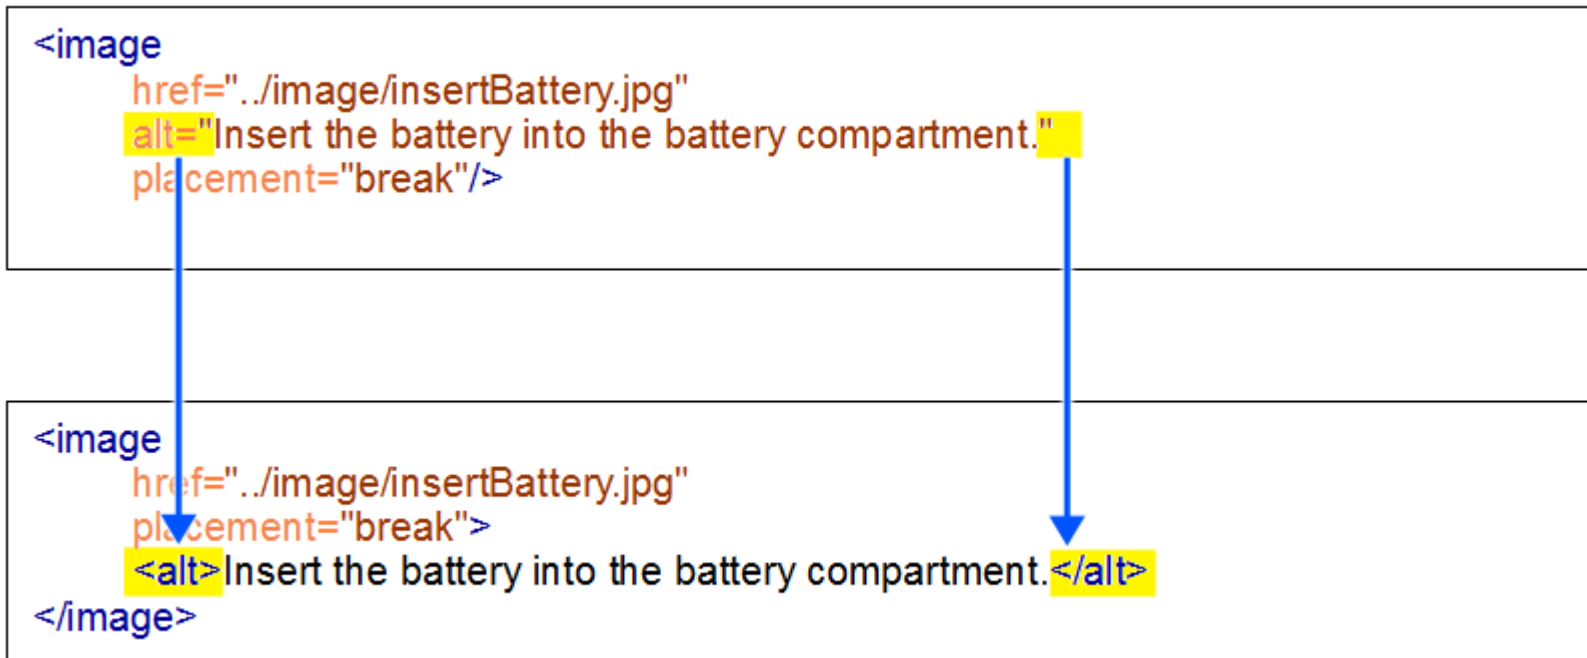 <image
href="../image/insertBattery.jpg"
alt="Insert the battery into the battery compartment."
placement="break"/>
<image
href="../image/insertBattery.jpg"
placement="break">
<alt>Insert the battery into the battery compartment.</alt>
</image>